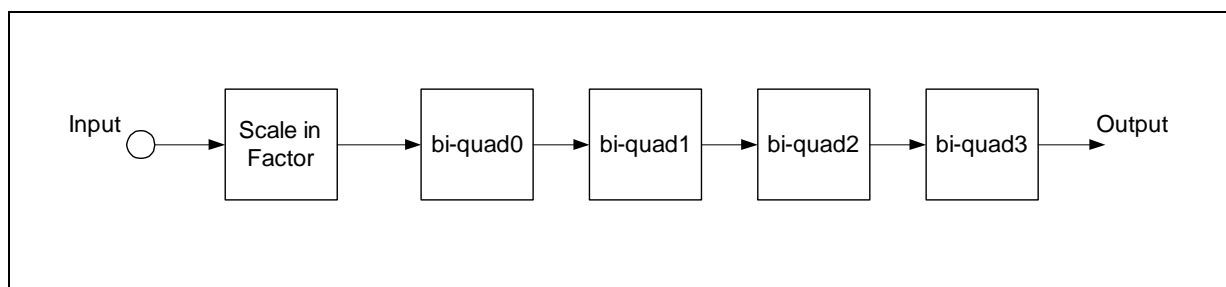 Input
Scale in
Factor
bi-quad0
bi-quad1
bi-quad2
bi-quad3
Output